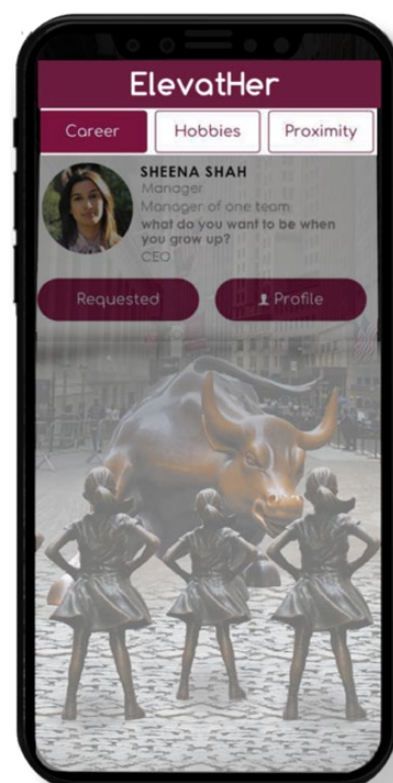 ElevatHer
Career Hobbies Proximity
SHEENA SHAH
Manager
Manager of one team
what do you want to be when
you grow up?
CEO
Requested Profile